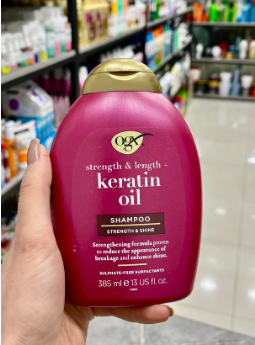 ogx
strength & length +
keratin
oil
SHAMPOO
STRENGTH & SHINE
Strengthening formula proven
to reduce the appearance of
breakage and enhance shine.
SULFATE-FREE SURFACTANTS
385 ml e 13 US fl. oz.